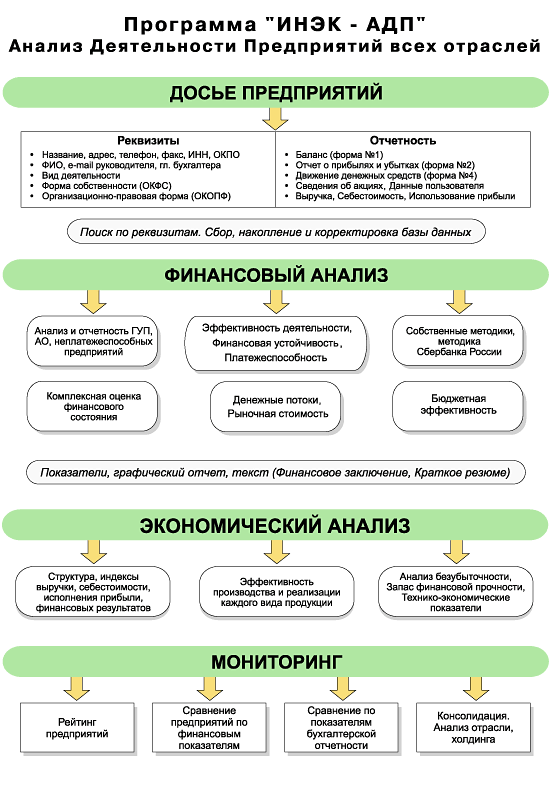 Программа "ИНЭК - АДП"
Анализ Деятельности Предприятий всех отраслей
ДОСЬЕ ПРЕДПРИЯТИЙ
Реквизиты
• Название, адрес, телефон, факс, ИНН, ОКПО
• ФИО, e-mail руководителя, гл. бухгалтера
• Вид деятельности
• Форма собственности (ОКФС)
• Организационно-правовая форма (ОКОПФ)
Отчетность
• Баланс (форма №1)
• Отчет о прибылях и убытках (форма №2)
• Движение денежных средств (форма №4)
• Сведения об акциях, Данные пользователя
• Выручка, Себестоимость, Использование прибыли
Поиск по реквизитам. Сбор, накопление и корректировка базы данных
ФИНАНСОВЫЙ АНАЛИЗ
Анализ и отчетность ГУП,
АО, неплатежеспособных
предприятий
Эффективность деятельности,
Финансовая устойчивость,
Платежеспособность
Собственные методики,
методика
Сбербанка России
Комплексная оценка
финансового
состояния
Денежные потоки,
Рыночная стоимость
Бюджетная
эффективность
Показатели, графический отчет, текст (Финансовое заключение, Краткое резюме)
ЭКОНОМИЧЕСКИЙ АНАЛИЗ
Структура, индексы
выручки, себестоимости,
исполнения прибыли,
финансовых результатов
Эффективность
производства и реализации
каждого вида продукции
Анализ безубыточности,
Запас финансовой прочности,
Технико-экономические
показатели
МОНИТОРИНГ
Рейтинг
предприятий
Сравнение
предприятий по
финансовым
показателям
Сравнение по
показателям
бухгалтерской
отчетности
Консолидация.
Анализ отрасли,
холдинга